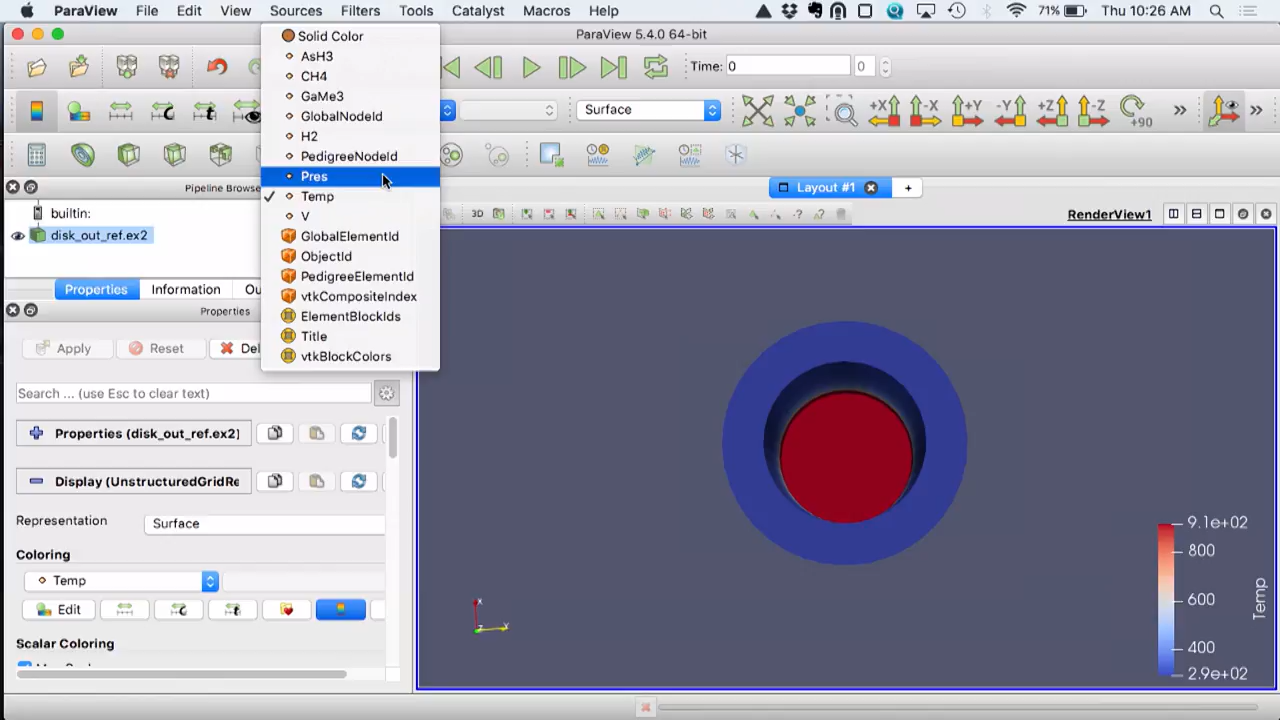 ParaView File Edit View Sources Filters Tools Catalyst Macros Help 71% Thu 10:26 AM
ParaView 5.4.0 64-bit
Time: 0 0
Surface +X -X +Y -Y +Z -Z +90 »  »
Solid Color
AsH3
CH4
GaMe3
GlobalNodeId
H2
PedigreeNodeId
Pres
Temp
V
GlobalElementId
ObjectId
PedigreeElementId
vtkCompositeIndex
ElementBlockIds
Title
vtkBlockColors
Pipeline Browse
builtin:
disk_out_ref.ex2
Properties Information Ou
Properties
Apply Reset Del
Search ... (use Esc to clear text)
Properties (disk_out_ref.ex2)
Display (UnstructuredGridRe
Representation Surface
Coloring
Temp
Edit
Scalar Coloring
Layout #1 +
3D RenderView1
9.1e+02
800
600
400
2.9e+02
Temp
X
Y
Z